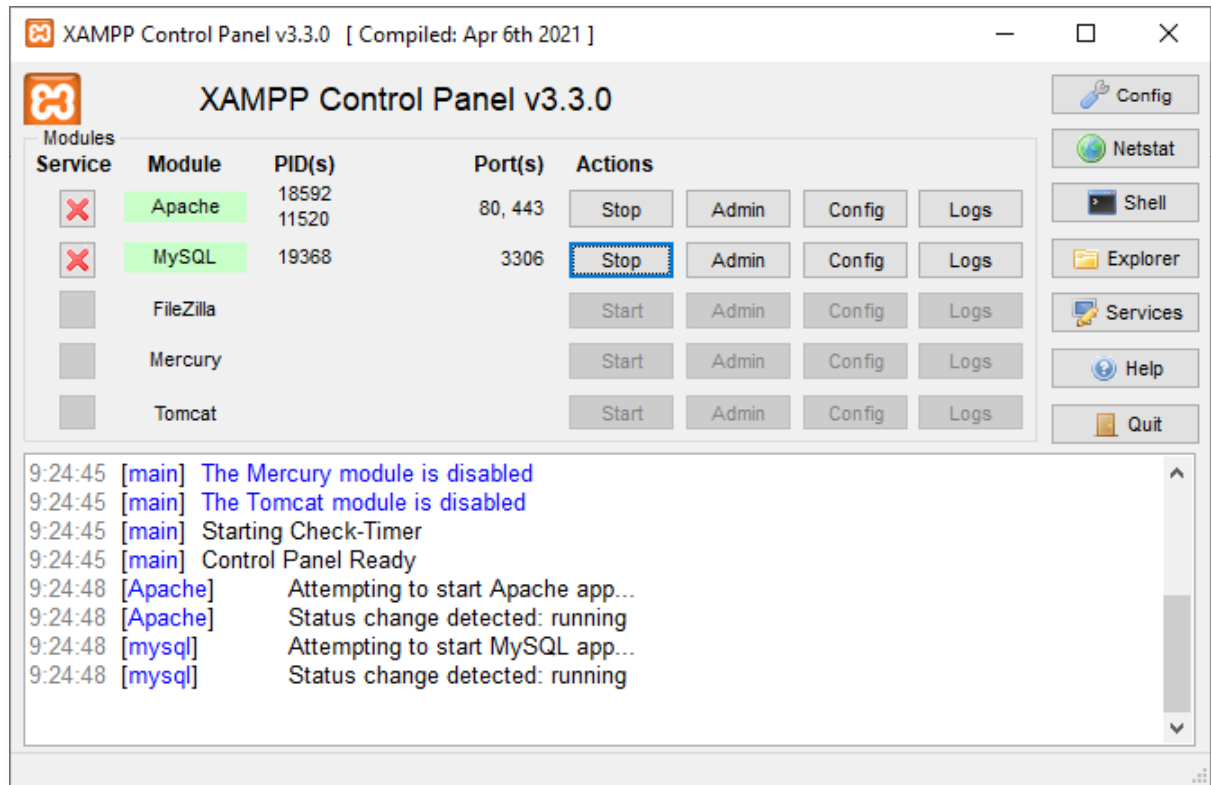 XAMPP Control Panel v3.3.0 [ Compiled: Apr 6th 2021 ]
XAMPP Control Panel v3.3.0
Config
Modules
Netstat
Service Module PID(s) Port(s) Actions
Apache 18592 11520 80, 443 Stop Admin Config Logs
Shell
MySQL 19368 3306 Stop Admin Config Logs
Explorer
FileZilla Start Admin Config Logs
Services
Mercury Start Admin Config Logs
Help
Tomcat Start Admin Config Logs
Quit
9:24:45 [main] The Mercury module is disabled
9:24:45 [main] The Tomcat module is disabled
9:24:45 [main] Starting Check-Timer
9:24:45 [main] Control Panel Ready
9:24:48 [Apache] Attempting to start Apache app...
9:24:48 [Apache] Status change detected: running
9:24:48 [mysql] Attempting to start MySQL app...
9:24:48 [mysql] Status change detected: running